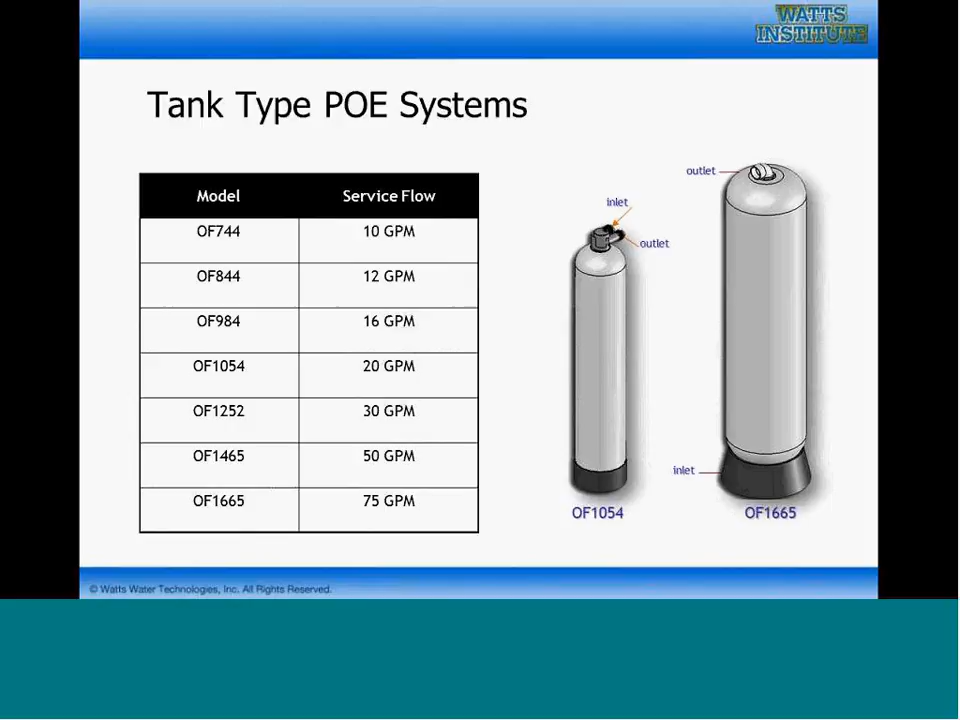 WATTS
INSTITUTE
Tank Type POE Systems
Model Service Flow
OF744 10 GPM
OF844 12 GPM
OF984 16 GPM
OF1054 20 GPM
OF1252 30 GPM
OF1465 50 GPM
OF1665 75 GPM
outlet
inlet
outlet
inlet
OF1054
OF1665
© Watts Water Technologies, Inc. All Rights Reserved.